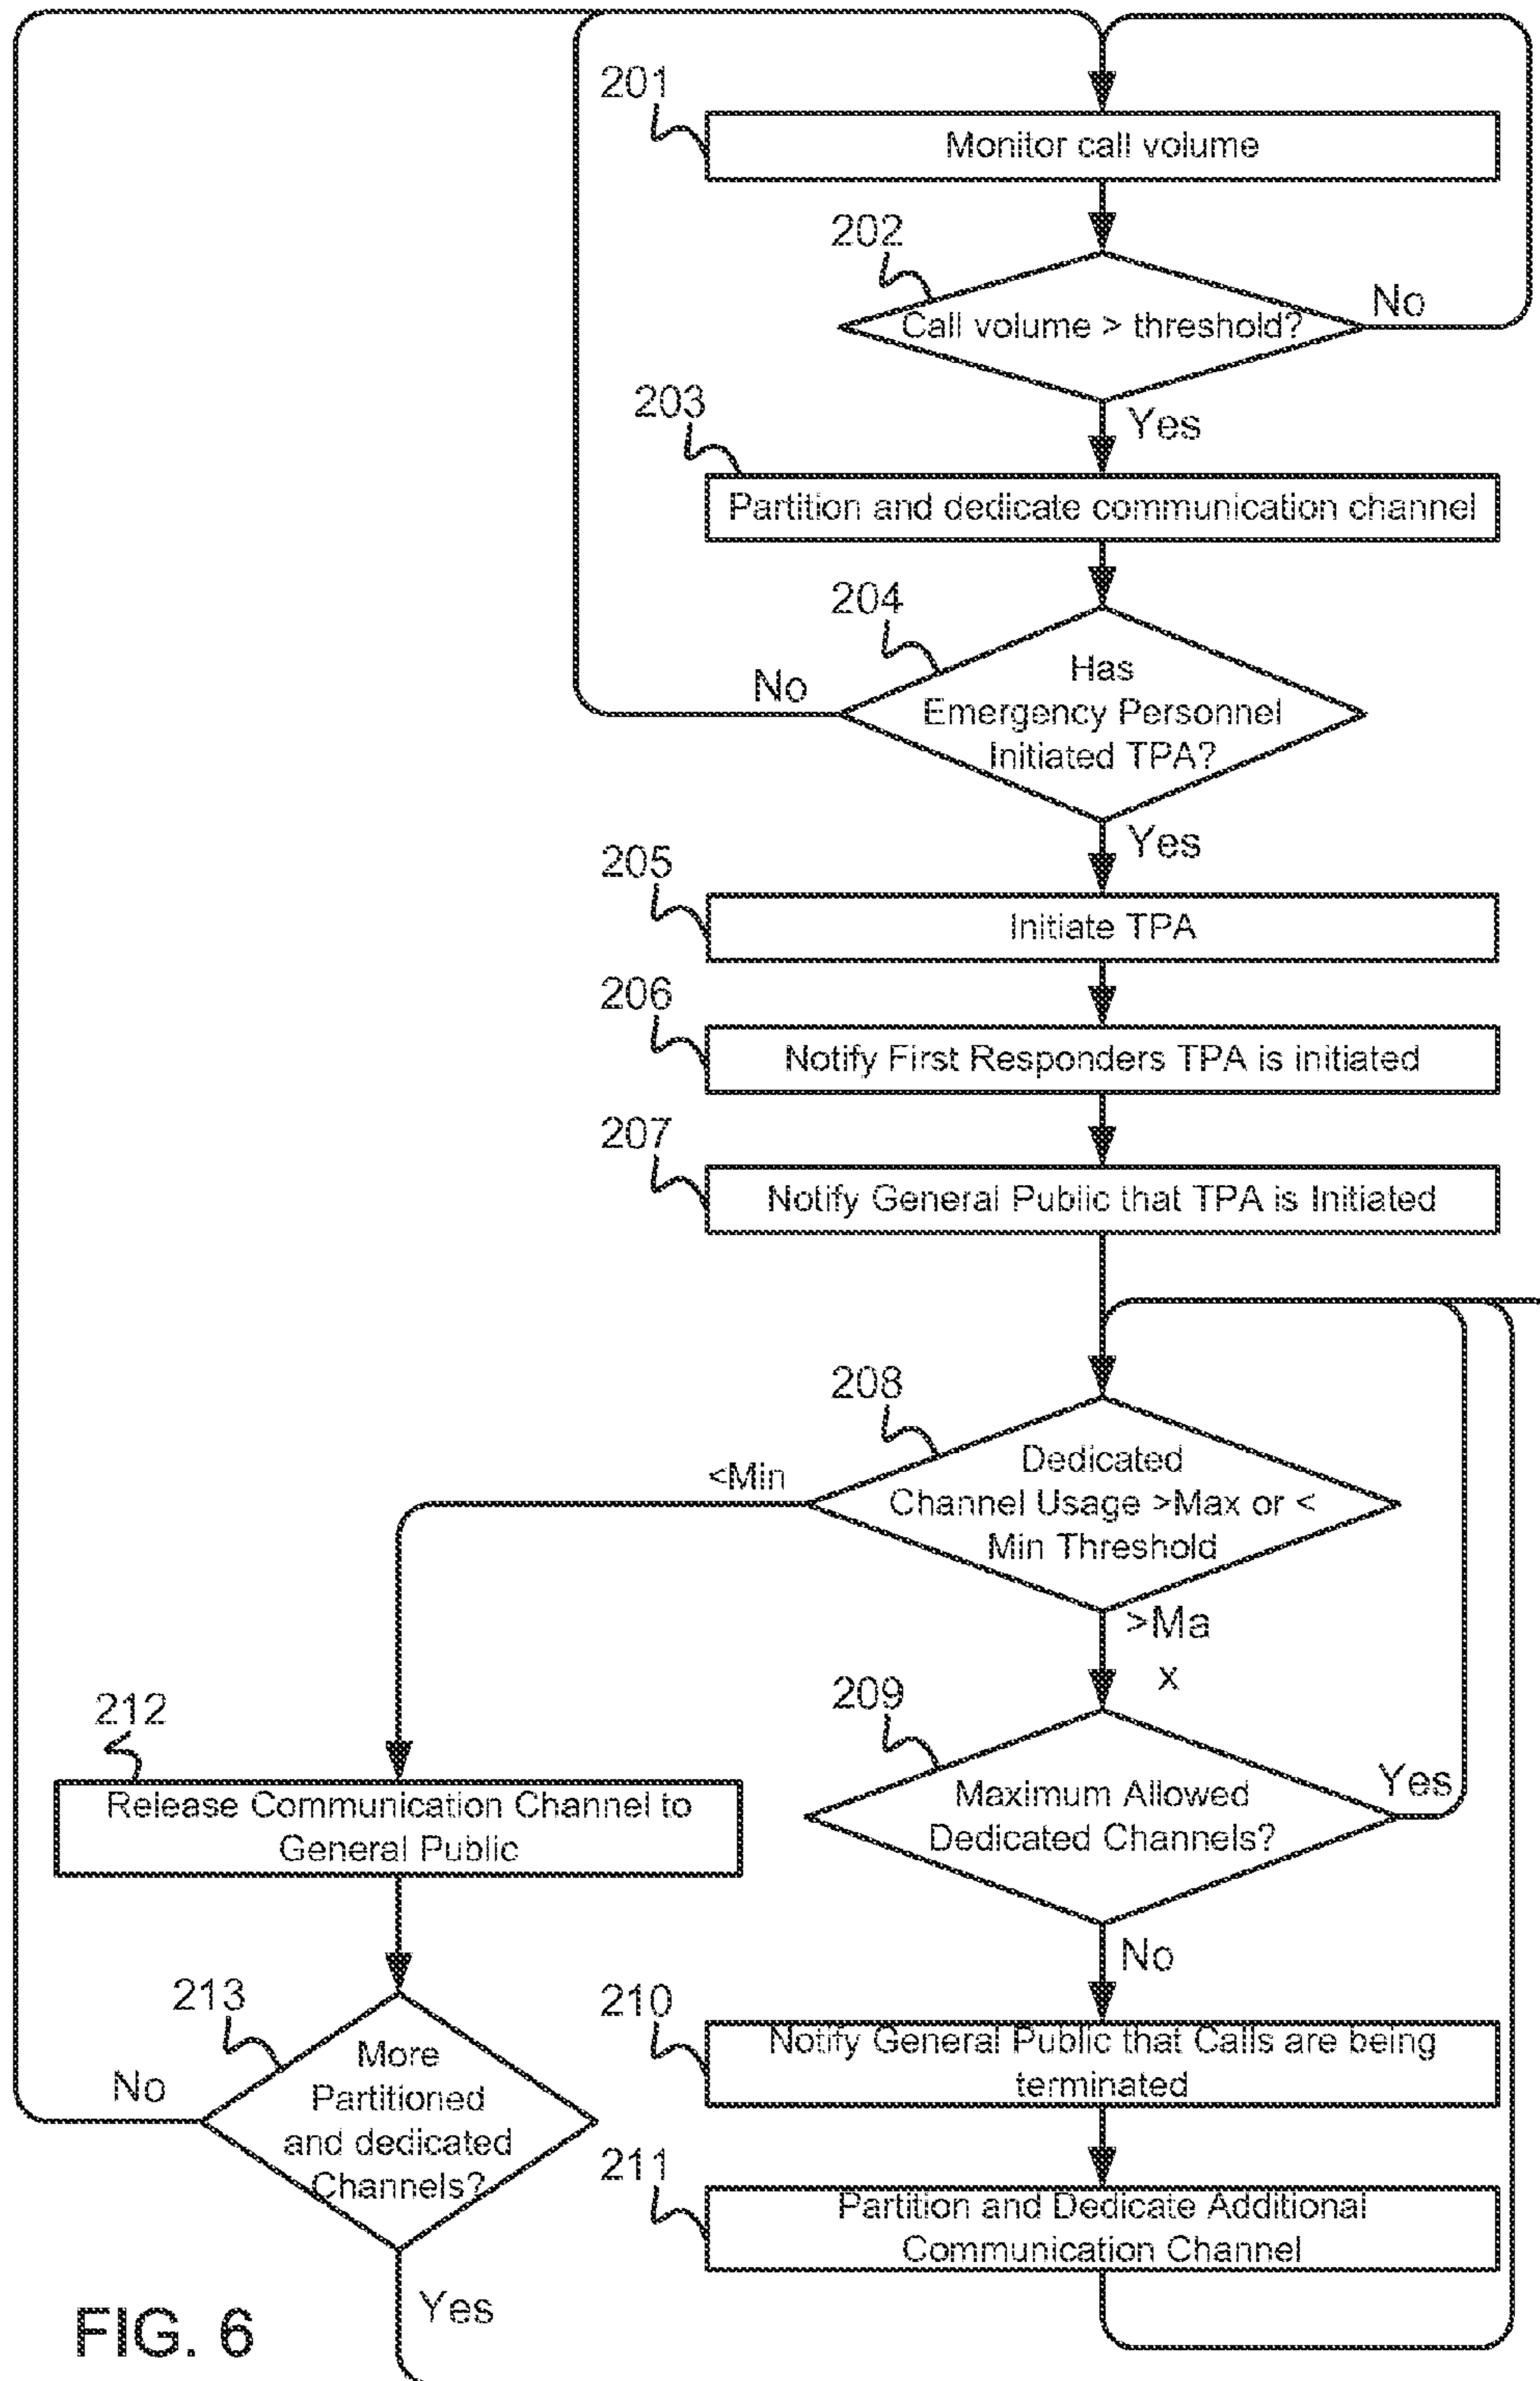 201
Monitor call volume
202
Call volume > threshold?
No
Yes
203
Partition and dedicate communication channel
204
Has
Emergency Personnel
Initiated TPA?
No
Yes
205
Initiate TPA
206
Notify First Responders TPA is initiated
207
Notify General Public that TPA is Initiated
208
Dedicated
Channel Usage >Max or <
Min Threshold
<Min
>Ma
x
209
Maximum Allowed
Dedicated Channels?
Yes
No
212
Release Communication Channel to
General Public
213
More
Partitioned
and dedicated
Channels?
No
Yes
210
Notify General Public that Calls are being
terminated
211
Partition and Dedicate Additional
Communication Channel
FIG. 6